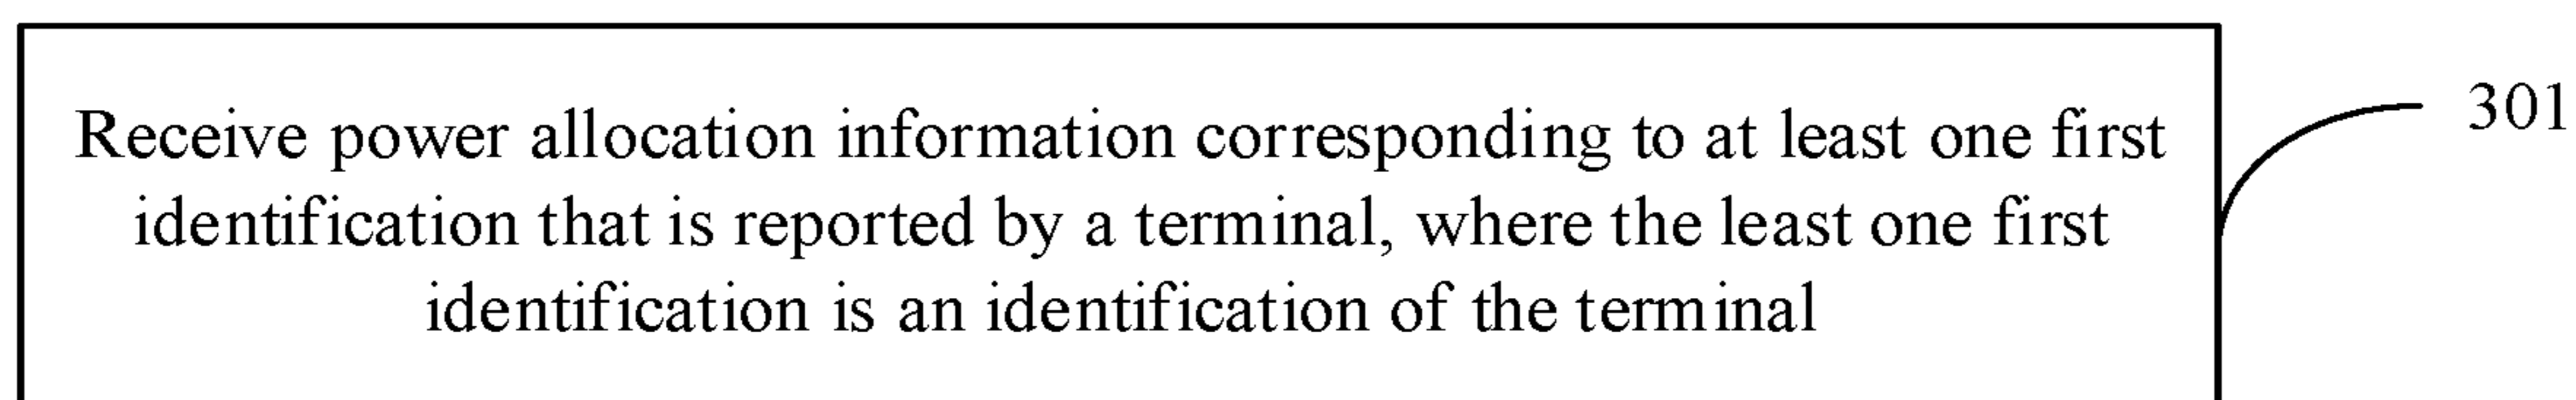 Receive power allocation information corresponding to at least one first
identification that is reported by a terminal, where the least one first
identification is an identification of the terminal
301